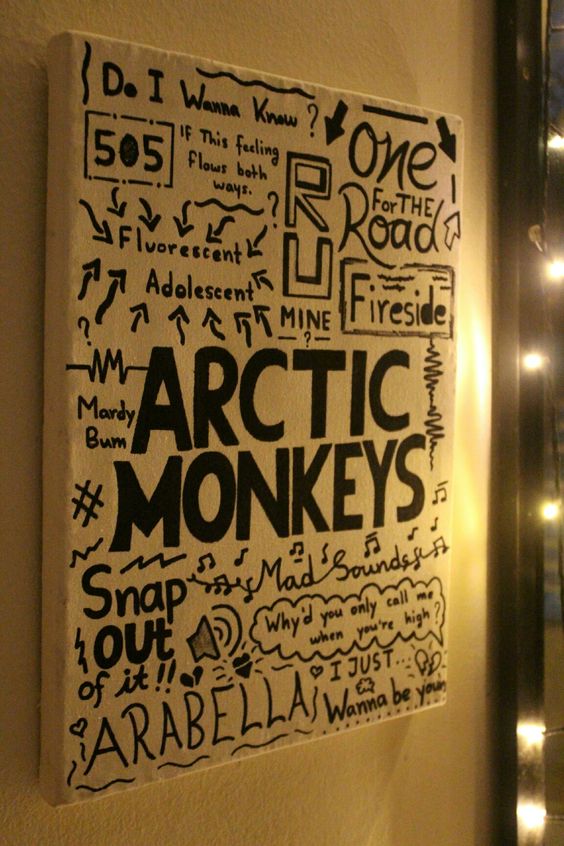 Do I Wanna Know?
505
If This feeling
flows both
ways.
?
Fluorescent
Adolescent
?
R
U
MINE
?
One
FOR THE
Road
Fireside
Mardy
Bum
ARCTIC
MONKEYS
#
Mad Sounds
Snap
OUT
of it!!
Why'd you only call me
when you're high?
ARABELLA
I JUST...
Wanna be yours